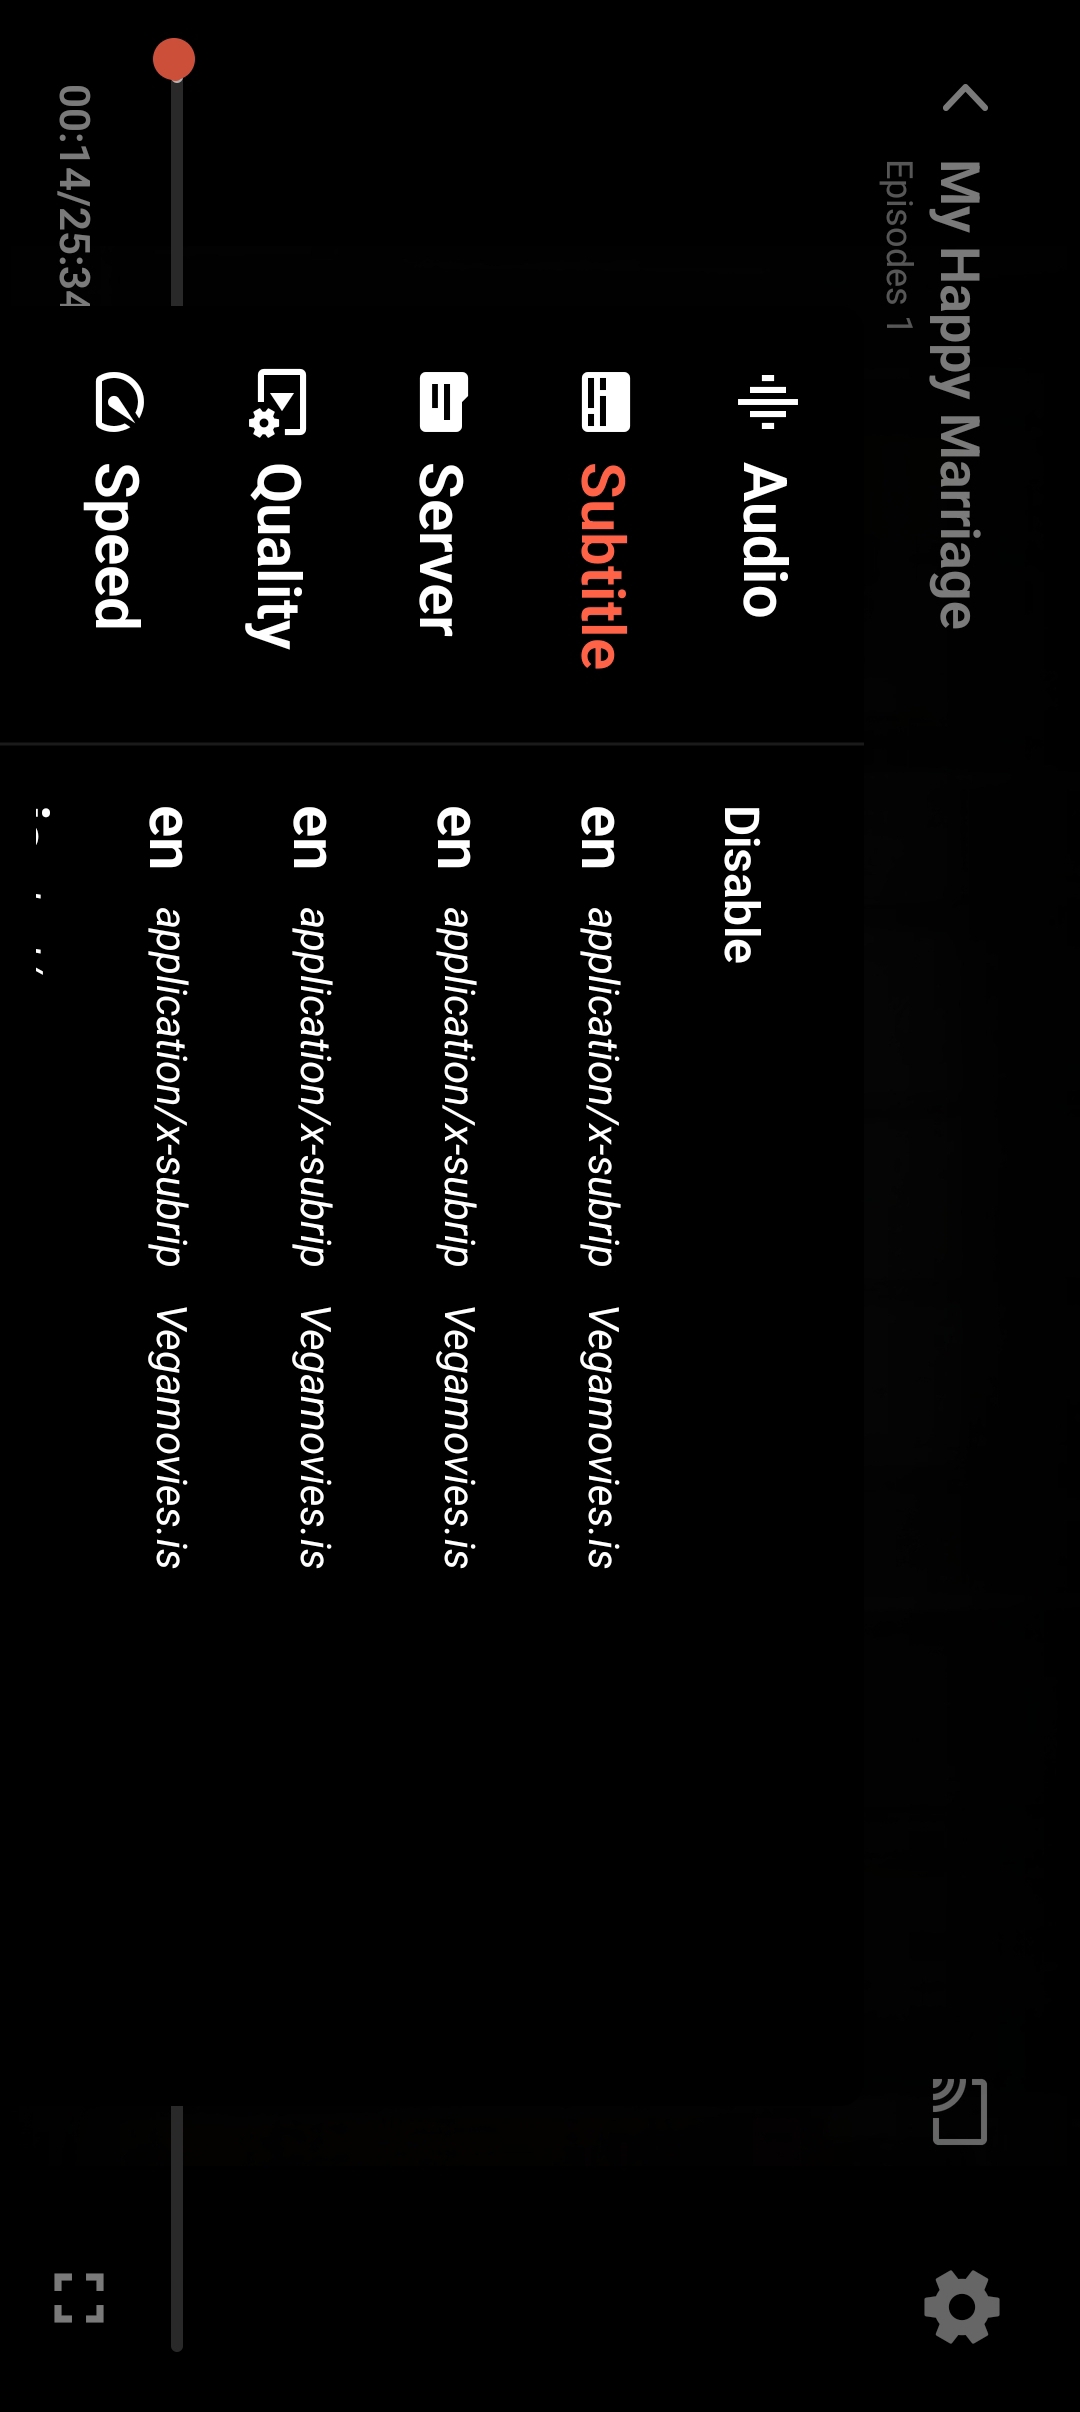 My Happy Marriage
Episodes 1
Audio
Subtitle
Server
Quality
Speed
Disable
en application/x-subrip Vegamovies.is
en application/x-subrip Vegamovies.is
en application/x-subrip Vegamovies.is
en application/x-subrip Vegamovies.is
00:14/25:34